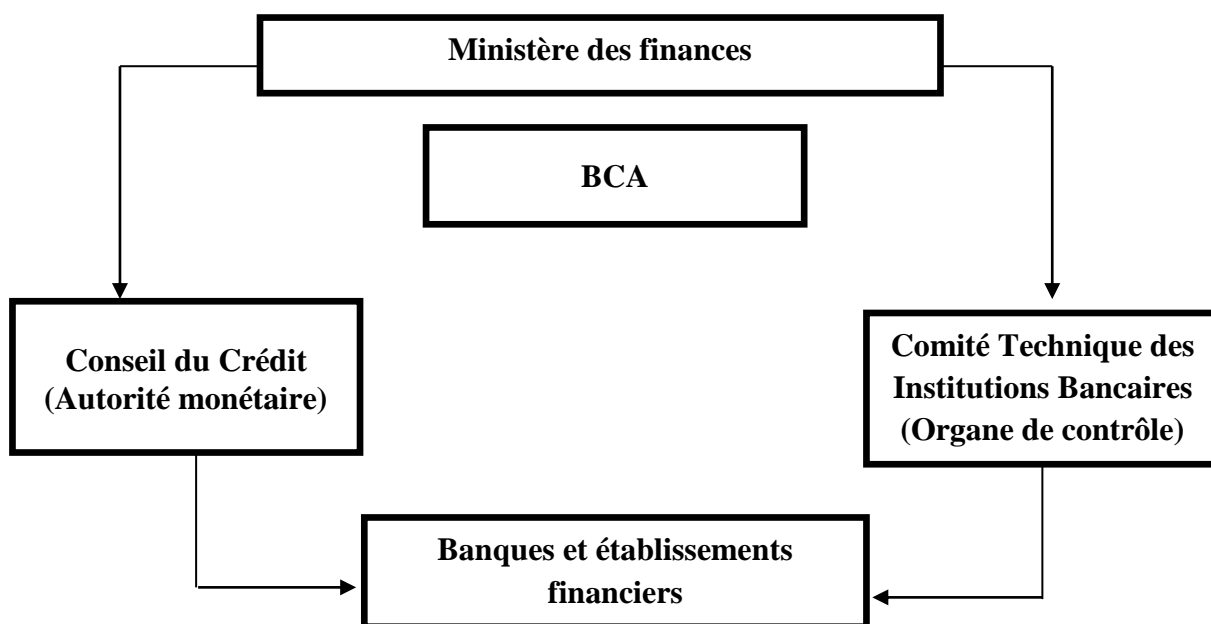 Ministère des finances
BCA
Conseil du Crédit
(Autorité monétaire)
Comité Technique des
Institutions Bancaires
(Organe de contrôle)
Banques et établissements
financiers